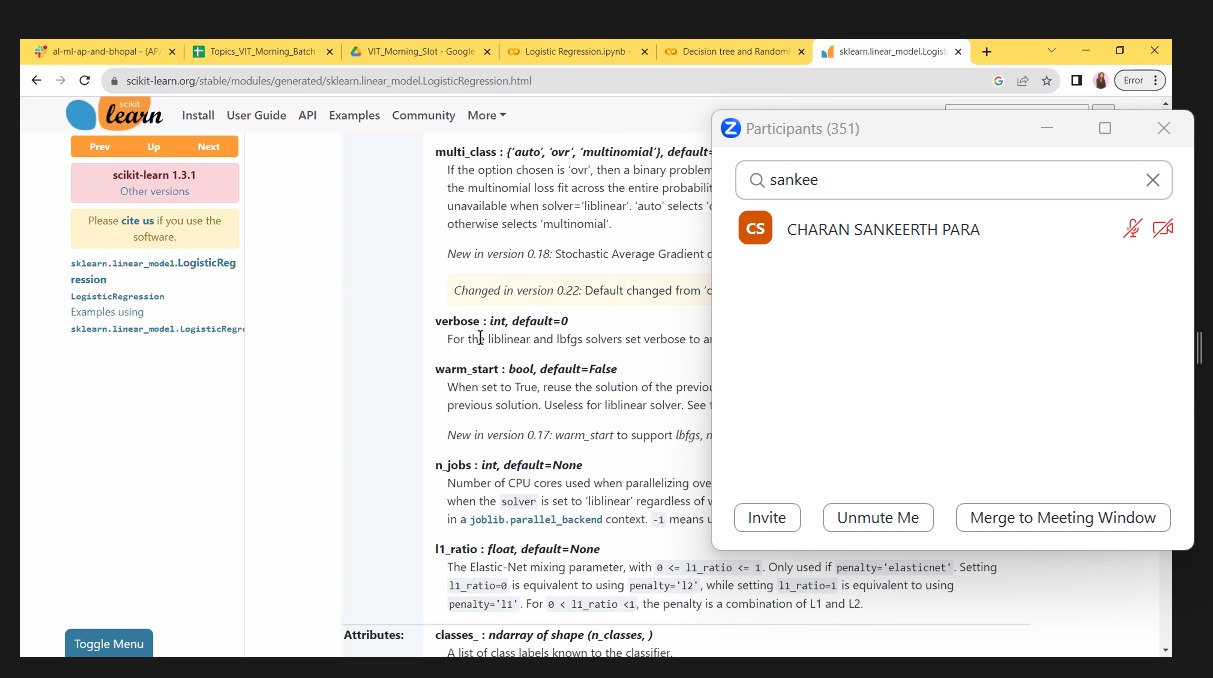 al-ml-ap-and-bhopal - (AP/
Topics_VIT_Morning_Batch
VIT_Morning_Slot - Google
Logistic Regression.ipynb -
Decision tree and Random
sklearn.linear_model.Logist
scikit-learn.org/stable/modules/generated/sklearn.linear_model.LogisticRegression.html
Error
scikit
learn
Install
User Guide
API
Examples
Community
More
Prev
Up
Next
scikit-learn 1.3.1
Other versions
Please cite us if you use the
software.
sklearn.linear_model.LogisticReg
ression
LogisticRegression
Examples using
sklearn.linear_model.LogisticRegre
Toggle Menu
multi_class : {'auto', 'ovr', 'multinomial'}, default=
If the option chosen is 'ovr', then a binary problem
the multinomial loss fit across the entire probabilit
unavailable when solver='liblinear'. 'auto' selects 'o
otherwise selects 'multinomial'.
New in version 0.18: Stochastic Average Gradient d
Changed in version 0.22: Default changed from 'o
verbose : int, default=0
For the liblinear and lbfgs solvers set verbose to an
warm_start : bool, default=False
When set to True, reuse the solution of the previou
previous solution. Useless for liblinear solver. See t
New in version 0.17: warm_start to support lbfgs, n
n_jobs : int, default=None
Number of CPU cores used when parallelizing ove
when the solver is set to 'liblinear' regardless of w
in a joblib.parallel_backend context. -1 means u
l1_ratio : float, default=None
The Elastic-Net mixing parameter, with 0 <= l1_ratio <= 1. Only used if penalty='elasticnet'. Setting
l1_ratio=0 is equivalent to using penalty='l2', while setting l1_ratio=1 is equivalent to using
penalty='l1'. For 0 < l1_ratio <1, the penalty is a combination of L1 and L2.
Attributes:
classes_ : ndarray of shape (n_classes, )
A list of class labels known to the classifier.
Participants (351)
sankee
CS
CHARAN SANKEERTH PARA
Invite
Unmute Me
Merge to Meeting Window